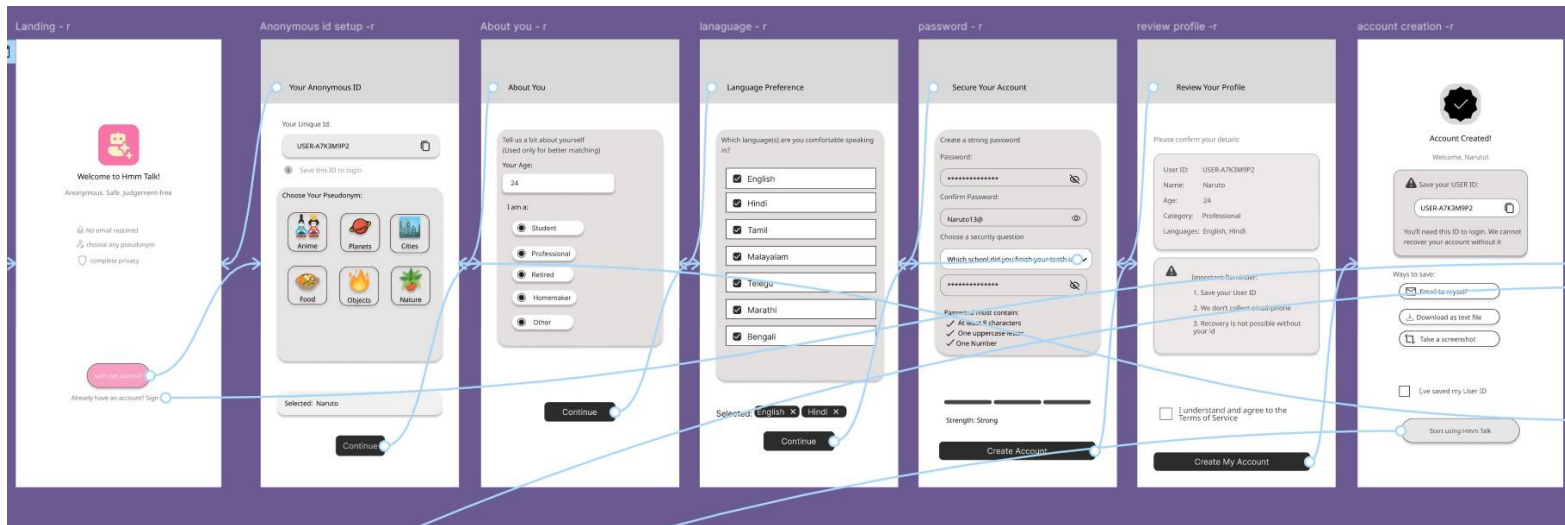 Landing - r
Welcome to Hmm Talk!
Anonymous. Safe. Judgement-free
No email required
choose any pseudonym
complete privacy
Let's get started
Already have an account? Sign
Anonymous id setup -r
Your Anonymous ID
Your Unique Id:
USER-A7K3M9P2
Save this ID to login
Choose Your Pseudonym:
Anime
Planets
Cities
Food
Objects
Nature
Selected: Naruto
Continue
About you - r
About You
Tell us a bit about yourself
(Used only for better matching)
Your Age:
24
I am a:
Student
Professional
Retired
Homemaker
Other
Continue
lanaguage - r
Language Preference
Which language(s) are you comfortable speaking
in?
English
Hindi
Tamil
Malayalam
Telegu
Marathi
Bengali
Selected: English × Hindi ×
Continue
password - r
Secure Your Account
Create a strong password
Password:
**************
Confirm Password:
Naruto13@
Choose a security question
Which school did you finish your tenth
**************
Password must contain:
At least 8 characters
One uppercase letter
One Number
Strength: Strong
Create Account
review profile -r
Review Your Profile
Please confirm your details:
User ID: USER-A7K3M9P2
Name: Naruto
Age: 24
Category: Professional
Languages: English, Hindi
Important Reminder:
1. Save your User ID
2. We don't collect email/phone
3. Recovery is not possible without
your id
I understand and agree to the
Terms of Service
Create My Account
account creation -r
Account Created!
Welcome, Naruto!
Save your USER ID:
USER-A7K3M9P2
You'll need this ID to login. We cannot
recover your account without it
Ways to save:
Email to myself
Download as text file
Take a screenshot
I,ve saved my User ID
Start using Hmm Talk